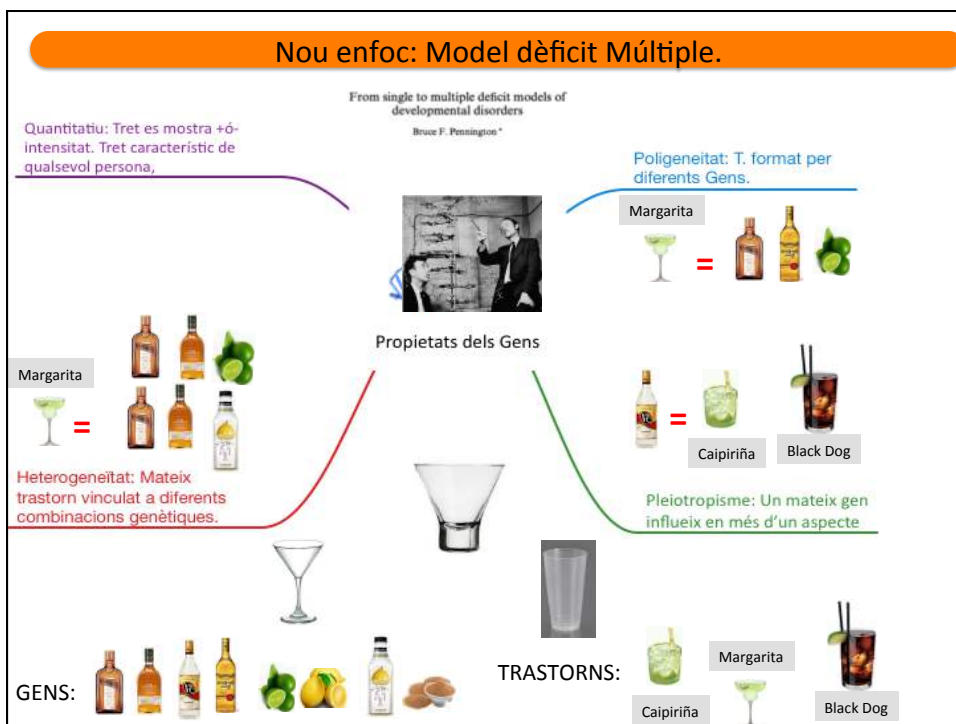 Nou enfoc: Model dèficit Múltiple.
From single to multiple deficit models of
developmental disorders
Bruce F. Pennington *
Quantitatiu: Tret es mostra +ó-
intensitat. Tret característic de
qualsevol persona,
Poligeneitat: T. format per
diferents Gens.
Margarita
=
Propietats dels Gens
Margarita
=
=
Caipiriña
Black Dog
Heterogeneïtat: Mateix
trastorn vinculat a diferents
combinacions genètiques.
Pleiotropisme: Un mateix gen
influeix en més d'un aspecte
GENS:
TRASTORNS:
Caipiriña
Margarita
Black Dog